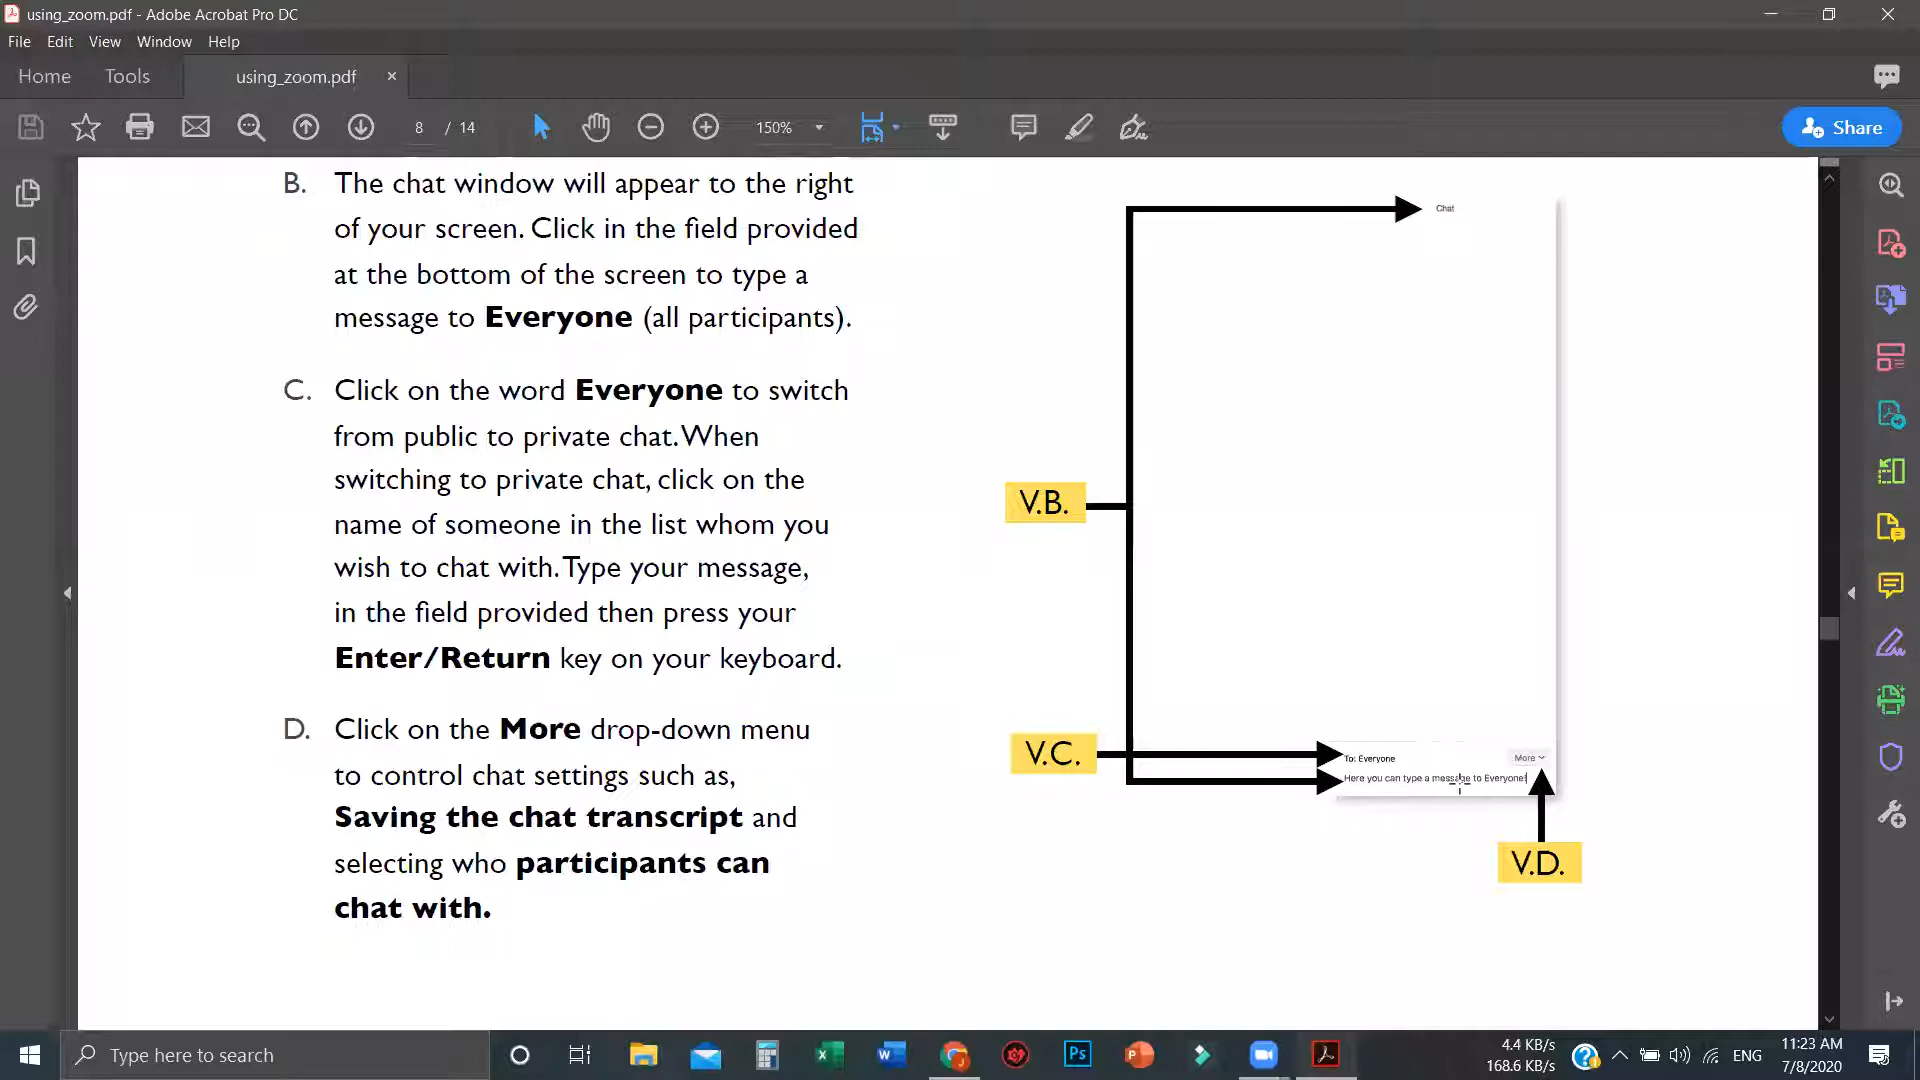 using_zoom.pdf - Adobe Acrobat Pro DC
File Edit View Window Help
Home Tools using_zoom.pdf ×
8 / 14 150% Share
B. The chat window will appear to the right
of your screen. Click in the field provided
at the bottom of the screen to type a
message to Everyone (all participants).
C. Click on the word Everyone to switch
from public to private chat. When
switching to private chat, click on the
name of someone in the list whom you
wish to chat with. Type your message,
in the field provided then press your
Enter/Return key on your keyboard.
D. Click on the More drop-down menu
to control chat settings such as,
Saving the chat transcript and
selecting who participants can
chat with.
Chat
V.B.
V.C.
To: Everyone More
Here you can type a message to Everyone!
V.D.
Type here to search
4.4 KB/s
168.6 KB/s
ENG
11:23 AM
7/8/2020